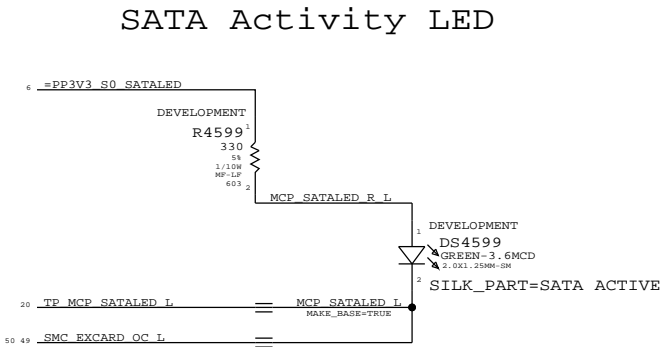 SATA Activity LED
6 =PP3V3_S0_SATALED
DEVELOPMENT
1
R4599
330
5%
1/10W
MF-LF
603
2
MCP_SATALED_R_L
1
DEVELOPMENT
DS4599
GREEN-3.6MCD
2.0X1.25MM-SM
2
SILK_PART=SATA ACTIVE
20 TP_MCP_SATALED_L MCP_SATALED_L
MAKE_BASE=TRUE
50 49 SMC_EXCARD_OC_L